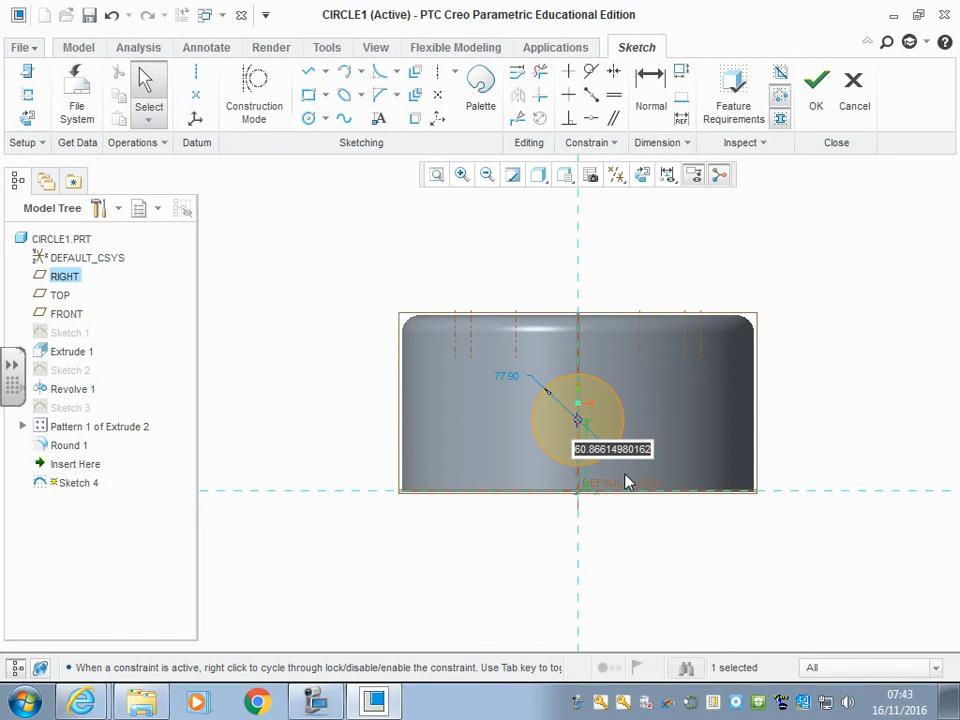 CIRCLE1 (Active) - PTC Creo Parametric Educational Edition
File
Model
Analysis
Annotate
Render
Tools
View
Flexible Modeling
Applications
Sketch
File System
Select
Construction Mode
Palette
Normal
Feature Requirements
OK
Cancel
Setup
Get Data
Operations
Datum
Sketching
Editing
Constrain
Dimension
Inspect
Close
Model Tree
CIRCLE1.PRT
DEFAULT_CSYS
RIGHT
TOP
FRONT
Sketch 1
Extrude 1
Sketch 2
Revolve 1
Sketch 3
Pattern 1 of Extrude 2
Round 1
Insert Here
Sketch 4
77.90
60.86614980162
• When a constraint is active, right click to cycle through lock/disable/enable the constraint. Use Tab key to tog
1 selected
All
07:43
16/11/2016